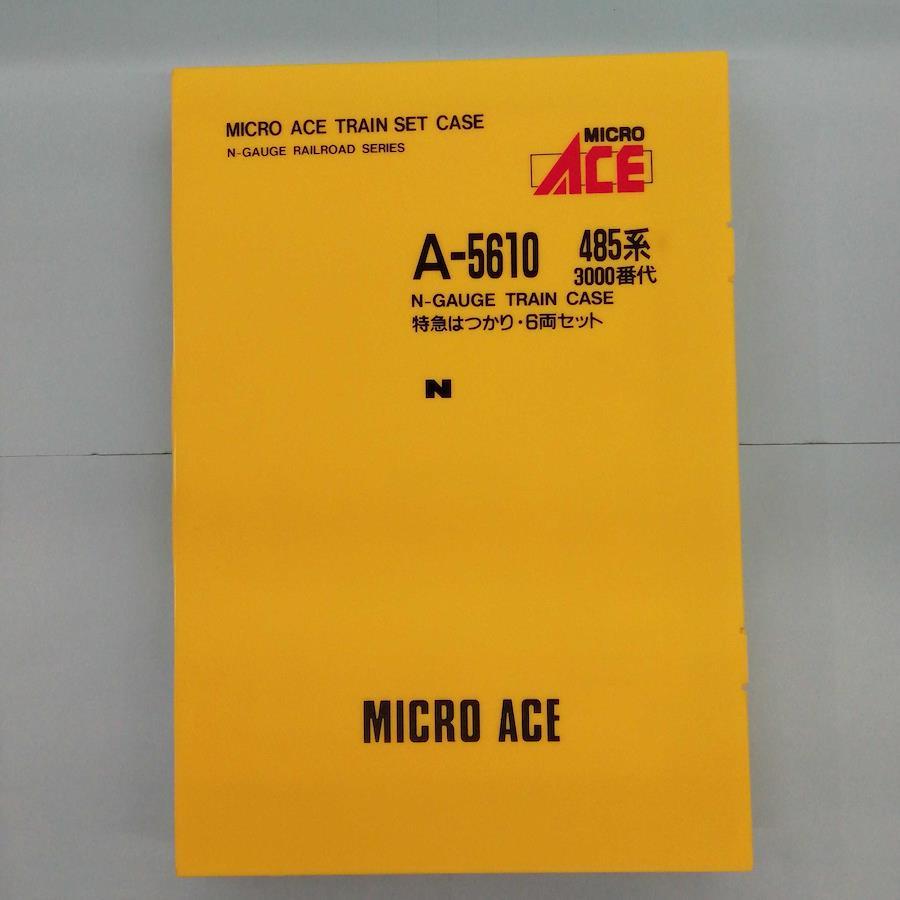 MICRO ACE TRAIN SET CASE
N-GAUGE RAILROAD SERIES
MICRO
ACE
A-5610 485系
3000番代
N-GAUGE TRAIN CASE
特急はつかり・6両セット
N
MICRO ACE